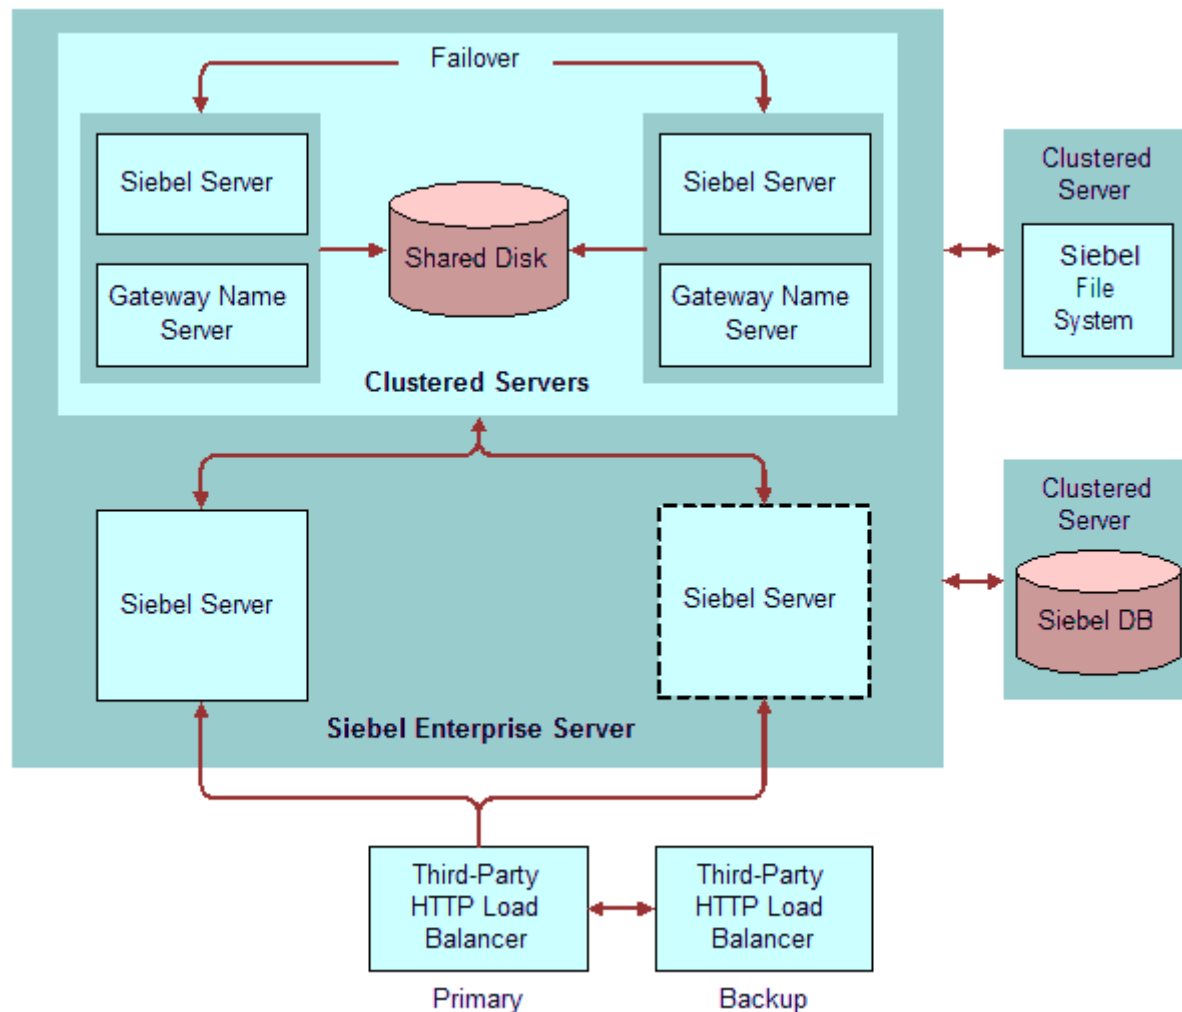 Failover
Siebel Server
Gateway Name
Server
Shared Disk
Siebel Server
Gateway Name
Server
Clustered Servers
Clustered
Server
Siebel
File
System
Siebel Server
Siebel Server
Siebel Enterprise Server
Clustered
Server
Siebel DB
Third-Party
HTTP Load
Balancer
Primary
Third-Party
HTTP Load
Balancer
Backup